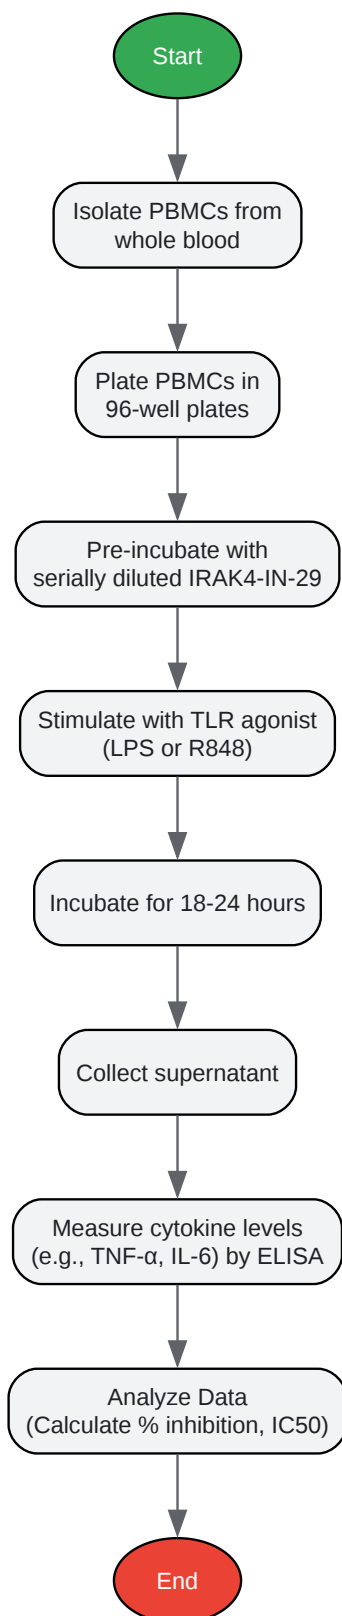 Start
Isolate PBMCs from
whole blood
Plate PBMCs in
96-well plates
Pre-incubate with
serially diluted IRAK4-IN-29
Stimulate with TLR agonist
(LPS or R848)
Incubate for 18-24 hours
Collect supernatant
Measure cytokine levels
(e.g., TNF-α, IL-6) by ELISA
Analyze Data
(Calculate % inhibition, IC50)
End